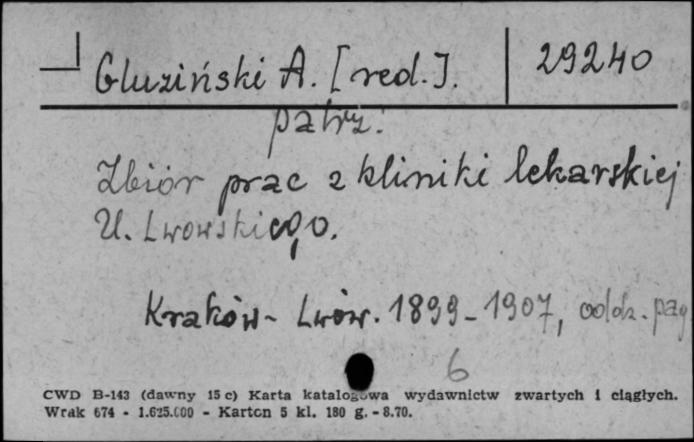 Gluziński A. [red.]. 29240
patrz:
Zbiór prac z kliniki lekarskiej
U. Lwowskiego.
Kraków - Lwów. 1899-1907, oddz. pag
6
CWD B-143 (dawny 15 c) Karta katalogowa wydawnictw zwartych i ciągłych.
Wrak 674 - 1.625.000 - Karton 5 kl. 180 g. - 8.70.